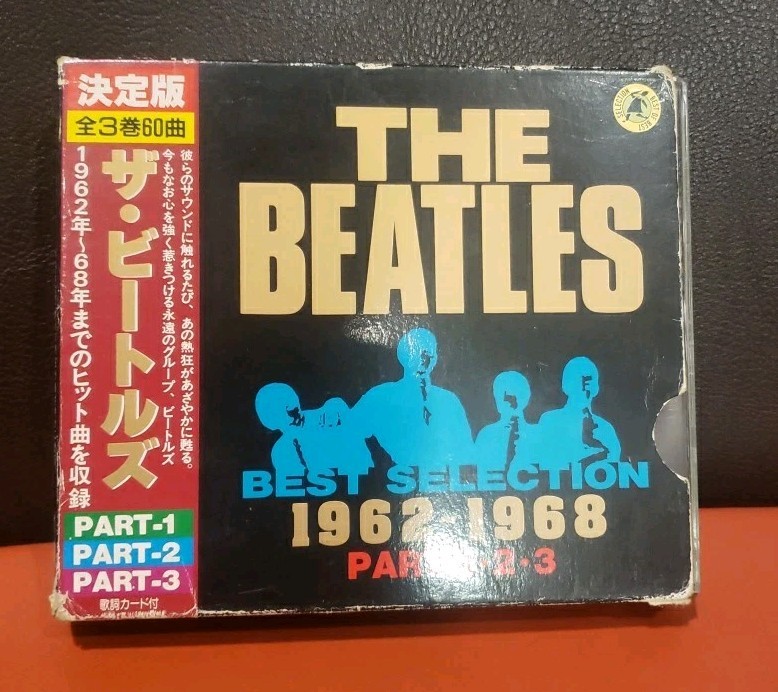 決定版
全3巻60曲
彼らのサウンドに触れるたび、あの熱狂があざやかに甦る。
今もなお心を強く惹きつける永遠のグループ、ビートルズ
ザ・ビートルズ
1962年~68年までのヒット曲を収録
PART-1
PART-2
PART-3
歌詞カード付
THE
BEATLES
BEST SELECTION
1962-1968
PAR 2・3
SELECTION BEST OF BEST